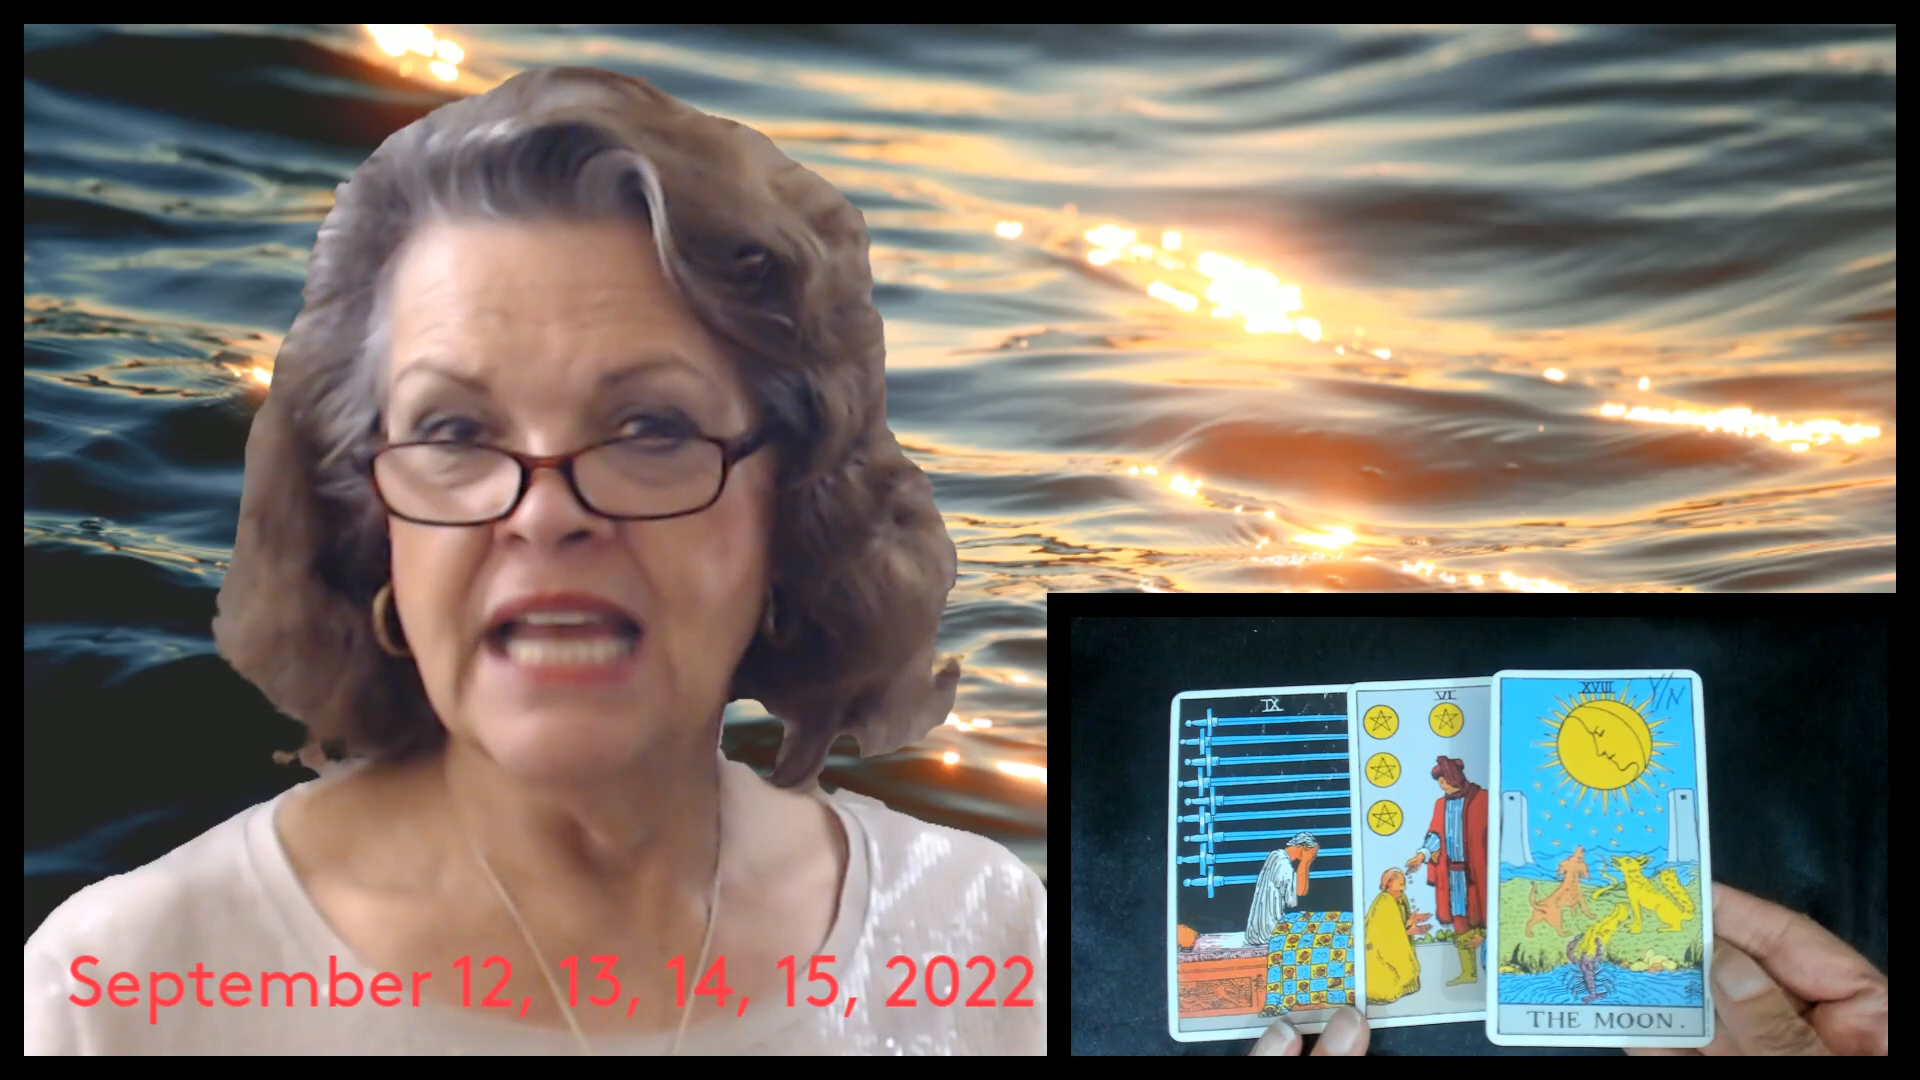 September 12, 13, 14, 15, 2022
IX
VI
XVIII Y/N
THE MOON.